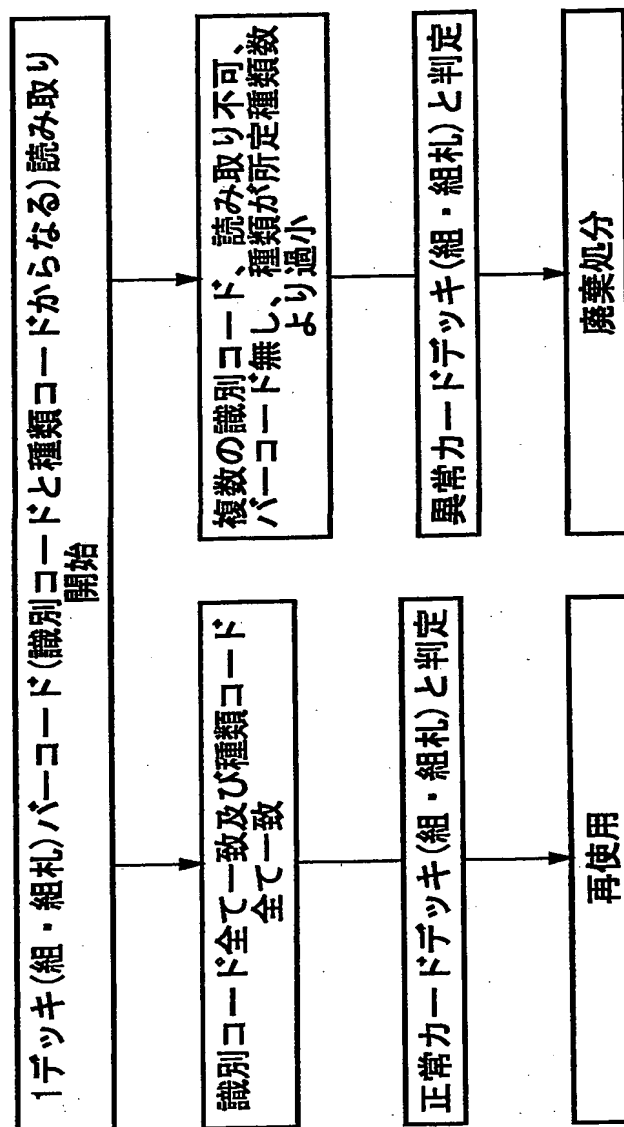 1デッキ(組・組札)バーコード(識別コードと種類コードからなる)読み取り
開始
識別コード全て一致及び種類コード
全て一致
正常カードデッキ(組・組札)と判定
再使用
複数の識別コード、読み取り不可、
バーコード無し、種類が所定種類数
より過小
異常カードデッキ(組・組札)と判定
廃棄処分